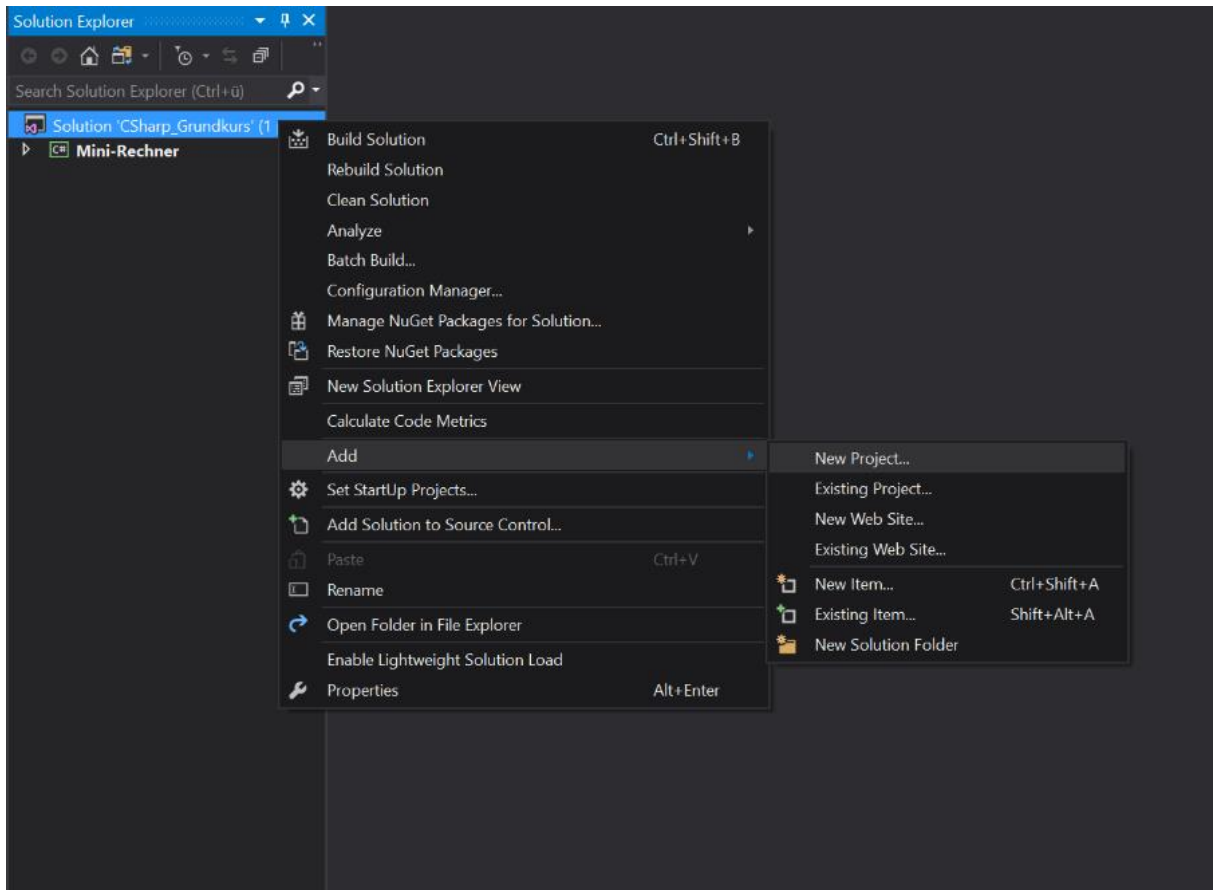 Solution Explorer
Search Solution Explorer (Ctrl+ü)
Solution 'CSharp_Grundkurs' (1
C# Mini-Rechner
Build Solution Ctrl+Shift+B
Rebuild Solution
Clean Solution
Analyze
Batch Build...
Configuration Manager...
Manage NuGet Packages for Solution...
Restore NuGet Packages
New Solution Explorer View
Calculate Code Metrics
Add
Set StartUp Projects...
Add Solution to Source Control...
Paste Ctrl+V
Rename
Open Folder in File Explorer
Enable Lightweight Solution Load
Properties Alt+Enter
New Project...
Existing Project...
New Web Site...
Existing Web Site...
New Item... Ctrl+Shift+A
Existing Item... Shift+Alt+A
New Solution Folder